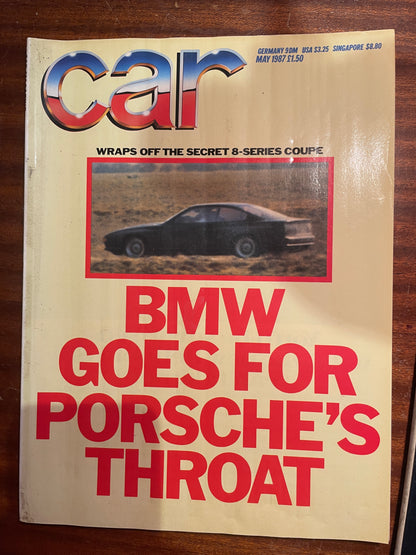 car
GERMANY 9DM USA $3.25 SINGAPORE $8.80
MAY 1987 £1.50
WRAPS OFF THE SECRET 8-SERIES COUPE
BMW
GOES FOR
PORSCHE'S
THROAT